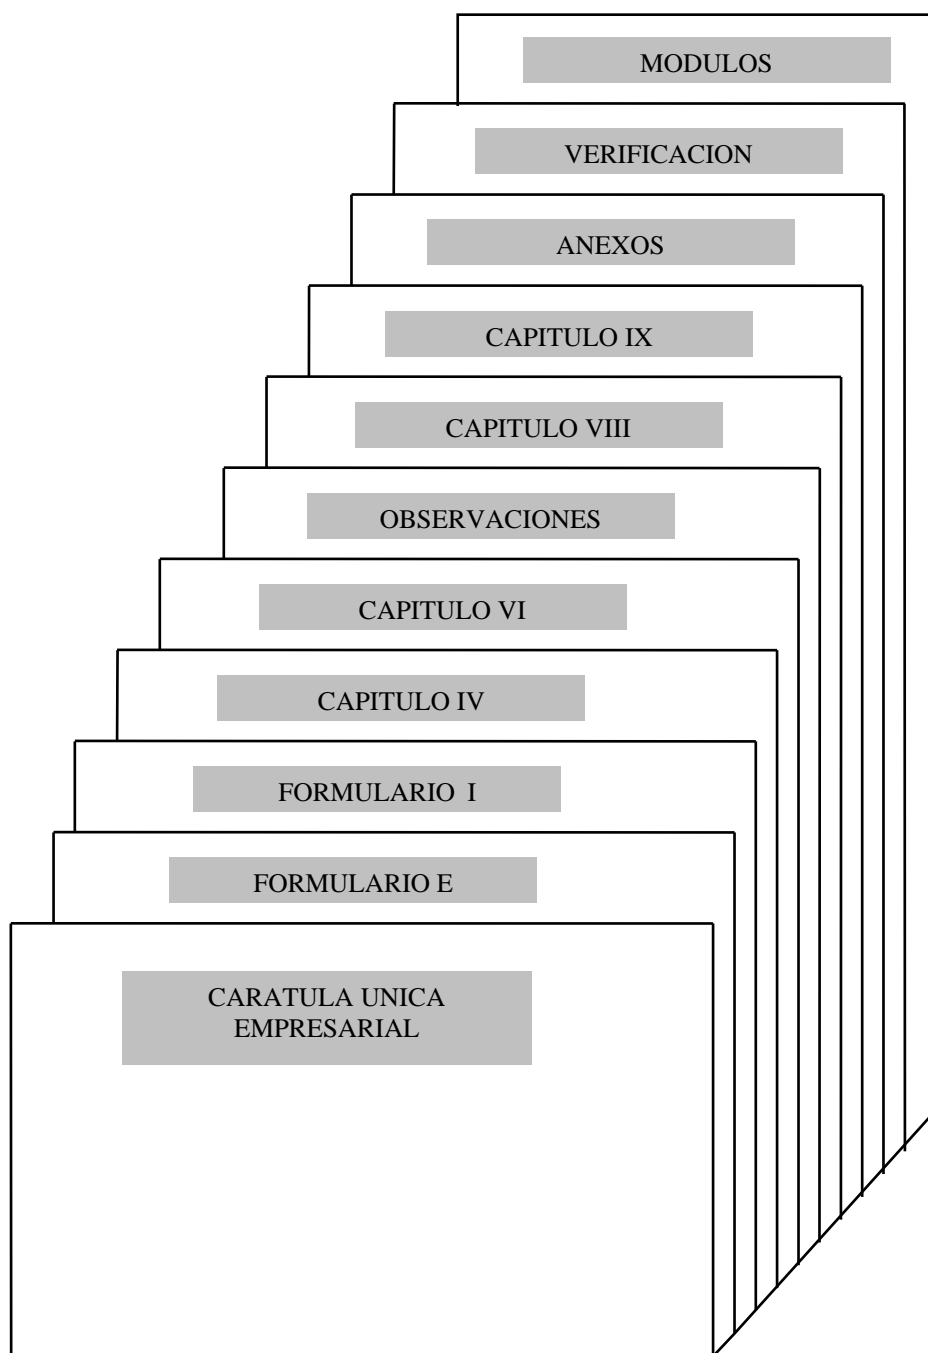 MODULOS
VERIFICACION
ANEXOS
CAPITULO IX
CAPITULO VIII
OBSERVACIONES
CAPITULO VI
CAPITULO IV
FORMULARIO I
FORMULARIO E
CARATULA UNICA
EMPRESARIAL